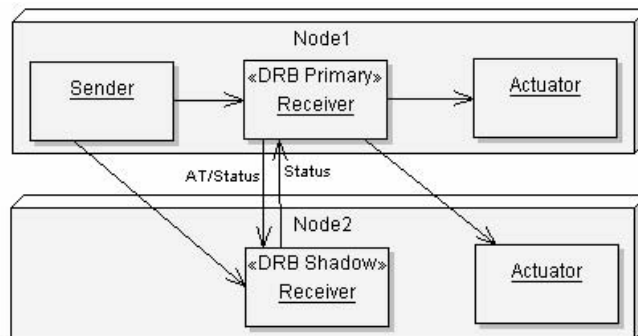 Node1
Sender
«DRB Primary»
Receiver
Actuator
AT/Status
Status
Node2
«DRB Shadow»
Receiver
Actuator